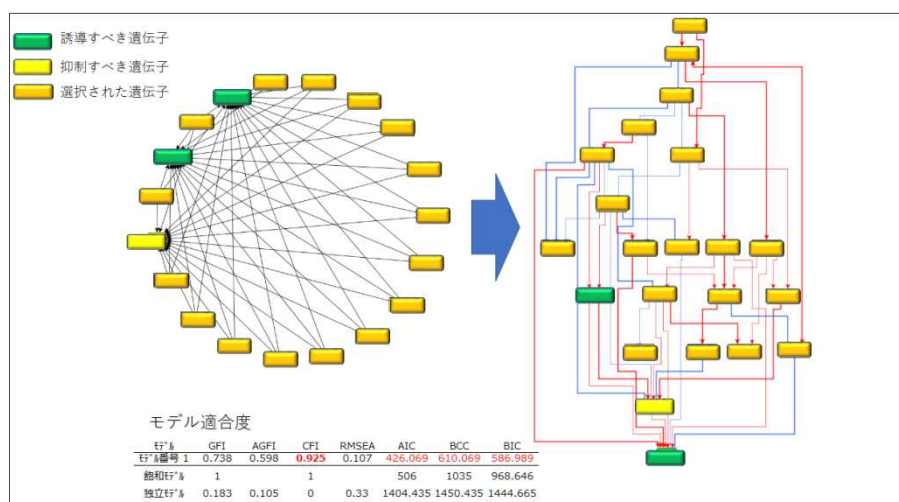 誘導すべき遺伝子
抑制すべき遺伝子
選択された遺伝子
モデル適合度
ﾓﾃﾞﾙ GFI AGFI CFI RMSEA AIC BCC BIC
ﾓﾃﾞﾙ番号 1 0.738 0.598 0.925 0.107 426.069 610.069 586.989
飽和ﾓﾃﾞﾙ 1 1 506 1035 968.646
独立ﾓﾃﾞﾙ 0.183 0.105 0 0.33 1404.435 1450.435 1444.665